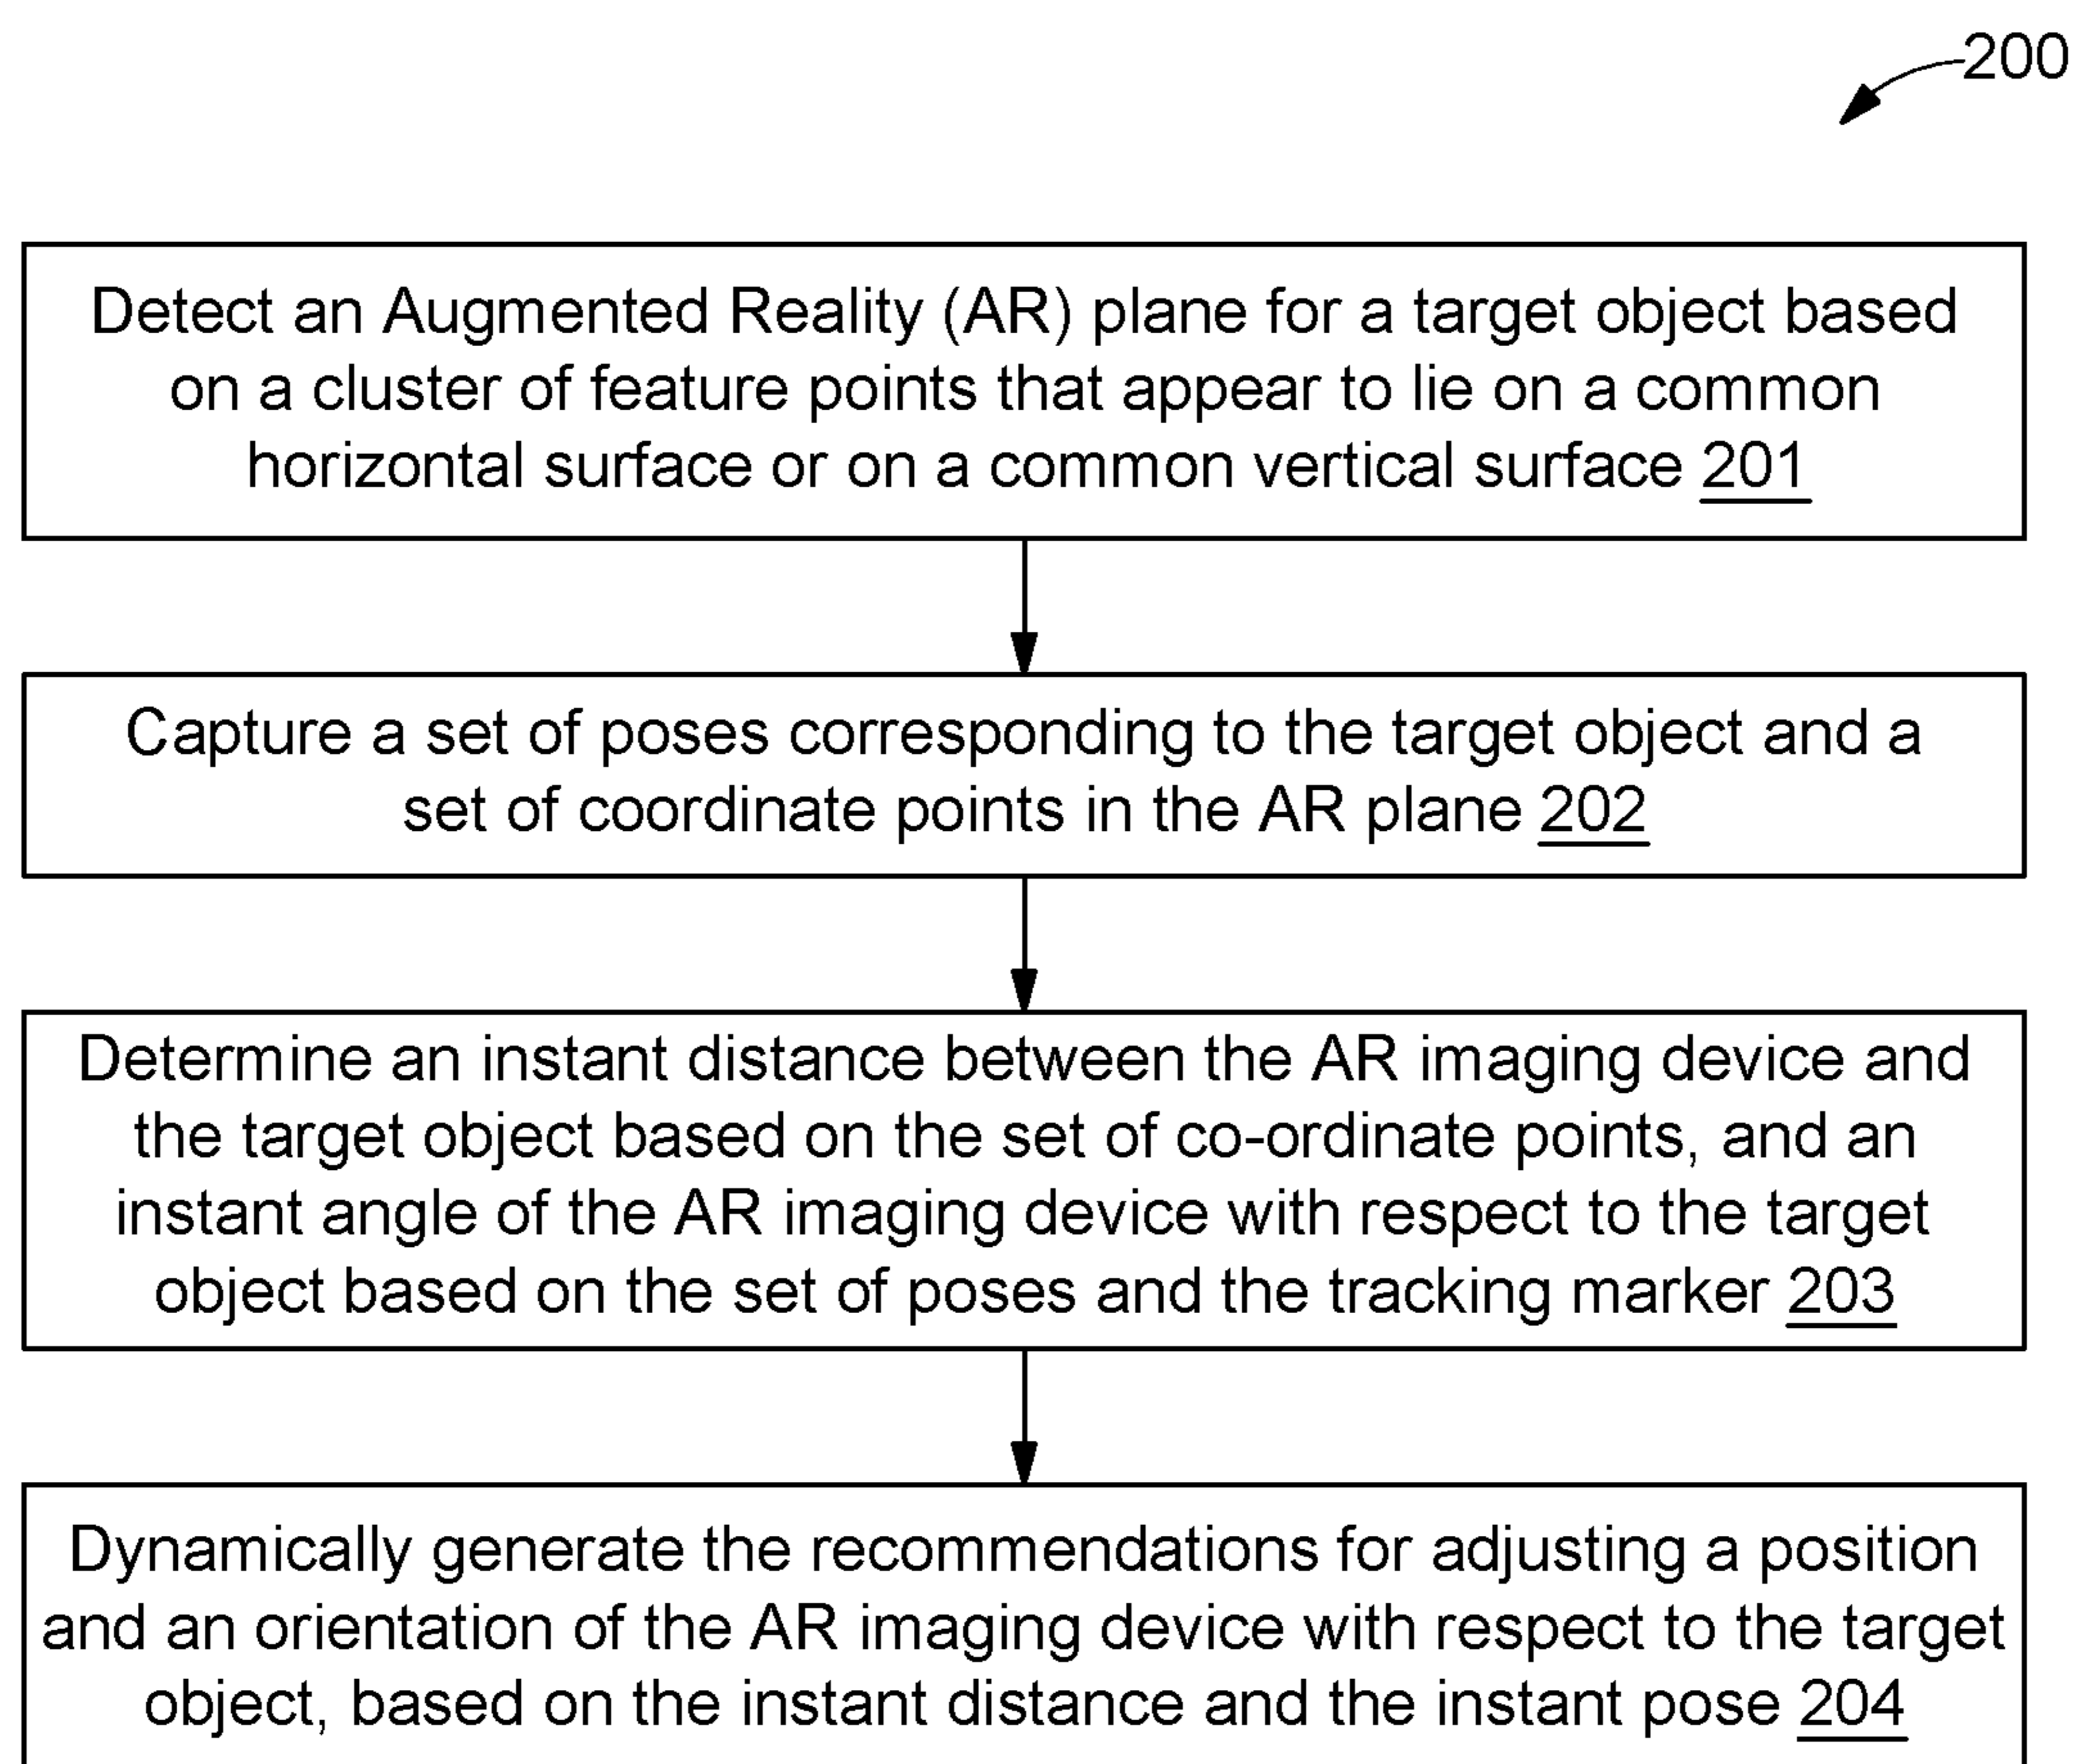 200
Detect an Augmented Reality (AR) plane for a target object based
on a cluster of feature points that appear to lie on a common
horizontal surface or on a common vertical surface 201
Capture a set of poses corresponding to the target object and a
set of coordinate points in the AR plane 202
Determine an instant distance between the AR imaging device and
the target object based on the set of co-ordinate points, and an
instant angle of the AR imaging device with respect to the target
object based on the set of poses and the tracking marker 203
Dynamically generate the recommendations for adjusting a position
and an orientation of the AR imaging device with respect to the target
object, based on the instant distance and the instant pose 204